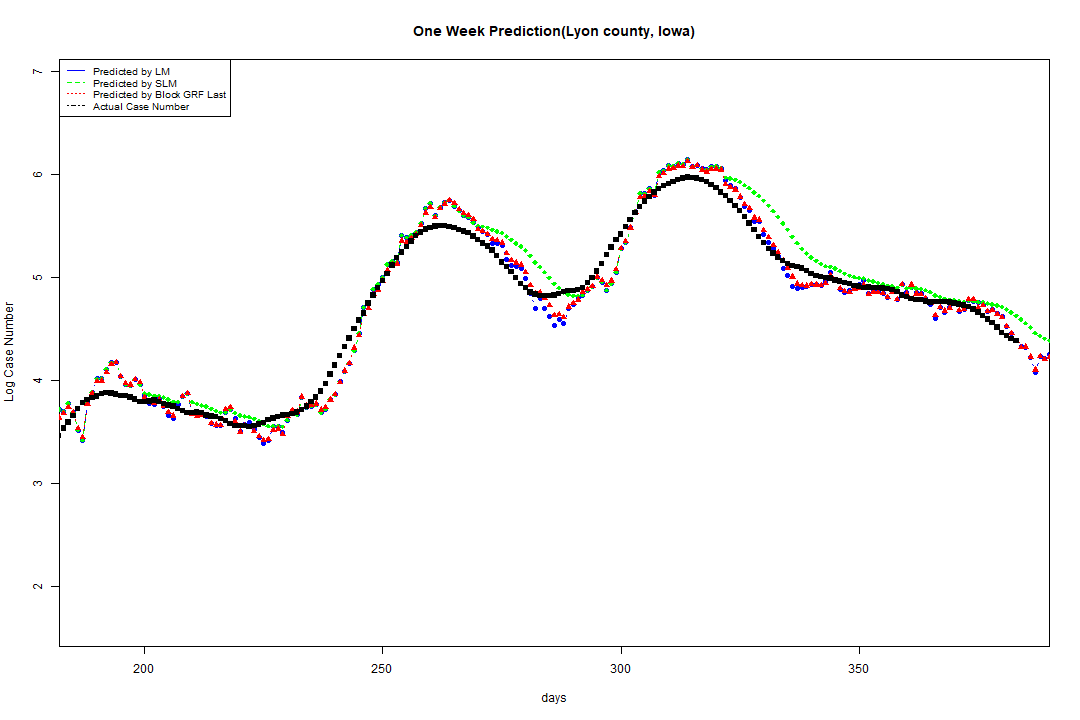 One Week Prediction(Lyon county, Iowa)
Predicted by LM
Predicted by SLM
Predicted by Block GRF Last
Actual Case Number
7
6
5
4
3
2
Log Case Number
200
250
300
350
days